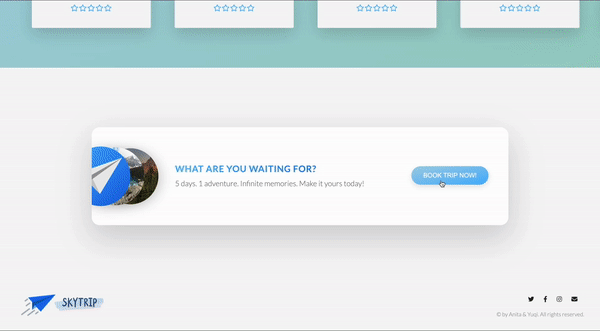 WHAT ARE YOU WAITING FOR?
5 days. 1 adventure. Infinite memories. Make it yours today!
BOOK TRIP NOW!
SKYTRIP
© by Anita & Yuqi. All rights reserved.